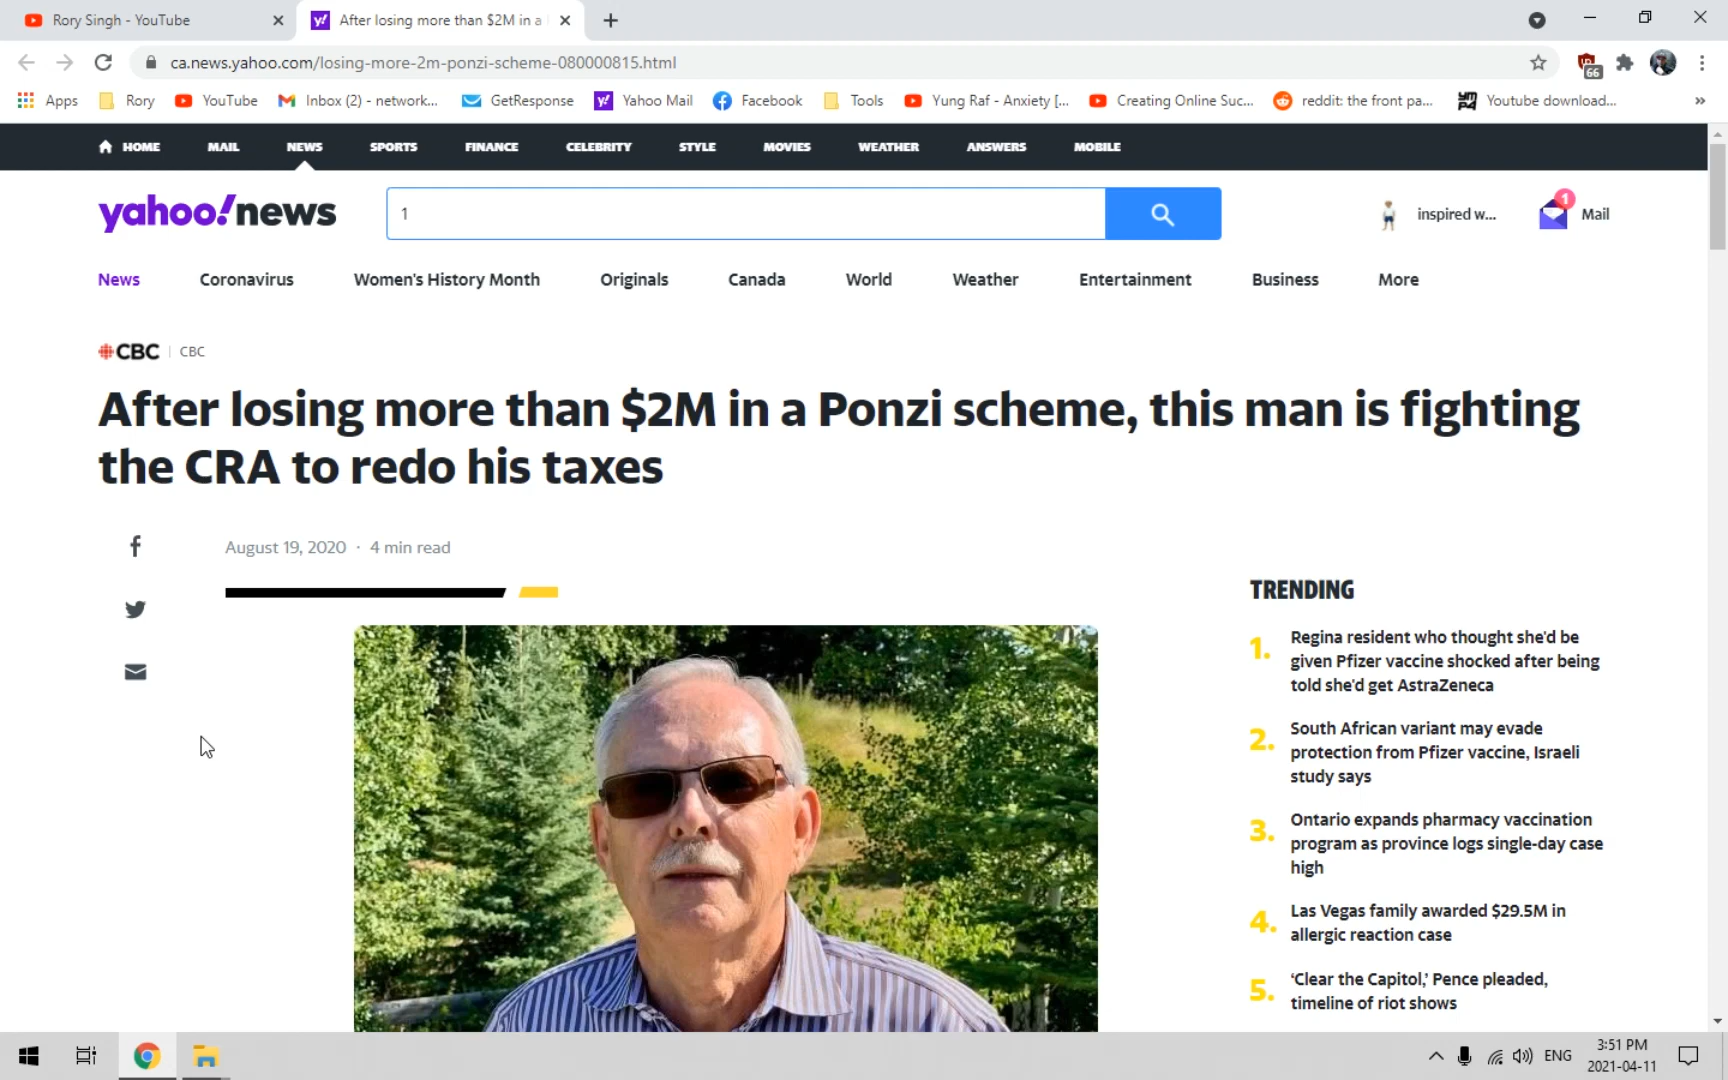 Rory Singh - YouTube
After losing more than $2M in a
ca.news.yahoo.com/losing-more-2m-ponzi-scheme-080000815.html
66
Apps Rory YouTube Inbox (2) - network... GetResponse Yahoo Mail Facebook Tools Yung Raf - Anxiety [... Creating Online Suc... reddit: the front pa... Youtube download... »
HOME MAIL NEWS SPORTS FINANCE CELEBRITY STYLE MOVIES WEATHER ANSWERS MOBILE
yahoo!news
1
inspired w...
1
Mail
News Coronavirus Women's History Month Originals Canada World Weather Entertainment Business More
CBC | CBC
After losing more than $2M in a Ponzi scheme, this man is fighting
the CRA to redo his taxes
August 19, 2020 · 4 min read
TRENDING
1. Regina resident who thought she'd be
given Pfizer vaccine shocked after being
told she'd get AstraZeneca
2. South African variant may evade
protection from Pfizer vaccine, Israeli
study says
3. Ontario expands pharmacy vaccination
program as province logs single-day case
high
4. Las Vegas family awarded $29.5M in
allergic reaction case
5. ‘Clear the Capitol,’ Pence pleaded,
timeline of riot shows
ENG
3:51 PM
2021-04-11